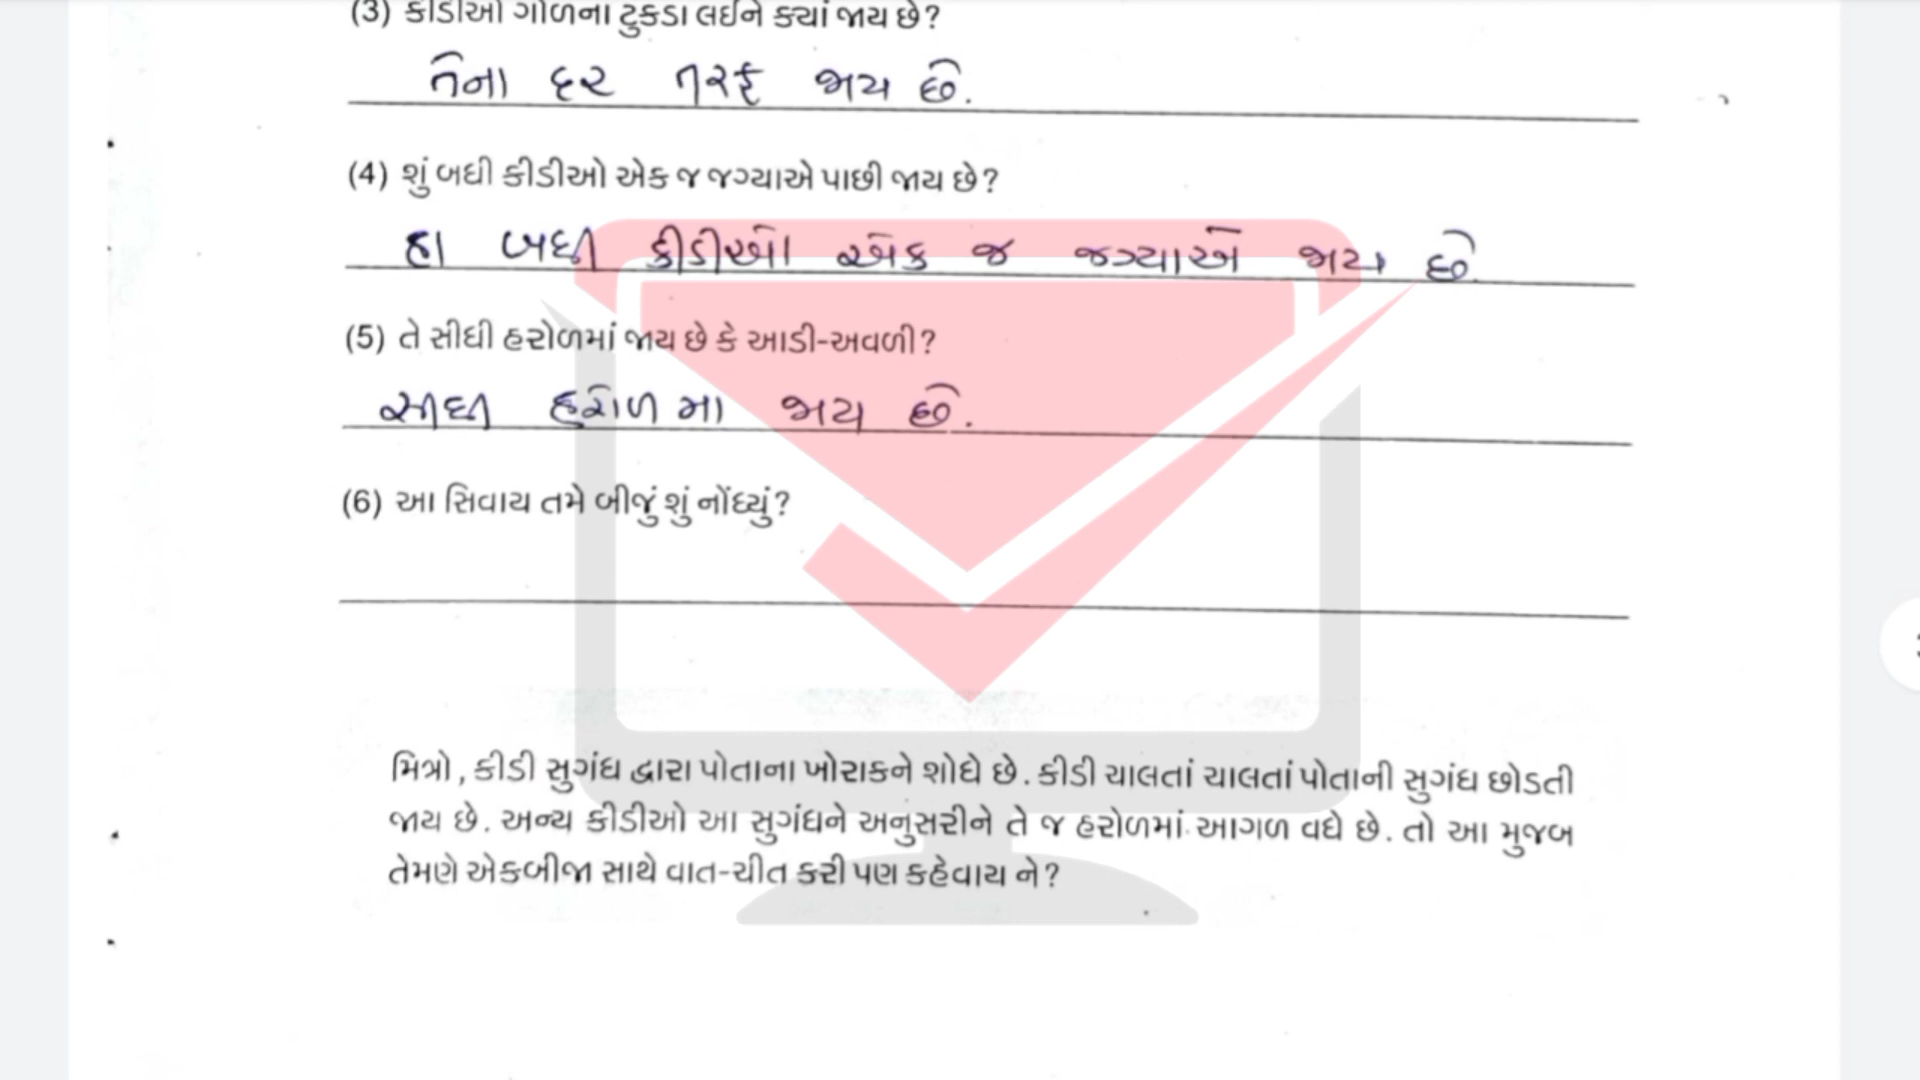 (3) કીડીઓ ગોળના ટુકડા લઈને ક્યાં જાય છે?
તેના દર તરફ જાય છે.
(4) શું બધી કીડીઓ એક જ જગ્યાએ પાછી જાય છે?
હા બધી કીડીઓ એક જ જગ્યાએ જાય છે.
(5) તે સીધી હરોળમાં જાય છે કે આડી-અવળી?
સીધી હરોળ મા જાય છે.
(6) આ સિવાય તમે બીજું શું નોંધ્યું?
મિત્રો, કીડી સુગંધ દ્વારા પોતાના ખોરાકને શોધે છે. કીડી ચાલતાં ચાલતાં પોતાની સુગંધ છોડતી
જાય છે. અન્ય કીડીઓ આ સુગંધને અનુસરીને તે જ હરોળમાં આગળ વધે છે. તો આ મુજબ
તેમણે એકબીજા સાથે વાત-ચીત કરી પણ કહેવાય ને?